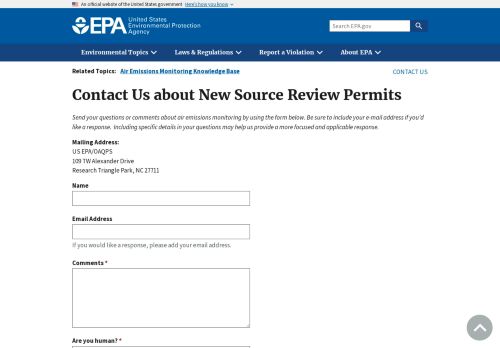 An official website of the United States government Here's how you know
EPA United States
Environmental Protection
Agency
Search EPA.gov
Environmental Topics Laws & Regulations Report a Violation About EPA
Related Topics: Air Emissions Monitoring Knowledge Base CONTACT US
Contact Us about New Source Review Permits
Send your questions or comments about air emissions monitoring by using the form below. Be sure to include your e-mail address if you'd
like a response. Including specific details in your questions may help us provide a more focused and applicable response.
Mailing Address:
US EPA/OAQPS
109 TW Alexander Drive
Research Triangle Park, NC 27711
Name
Email Address
If you would like a response, please add your email address.
Comments *
Are you human? *